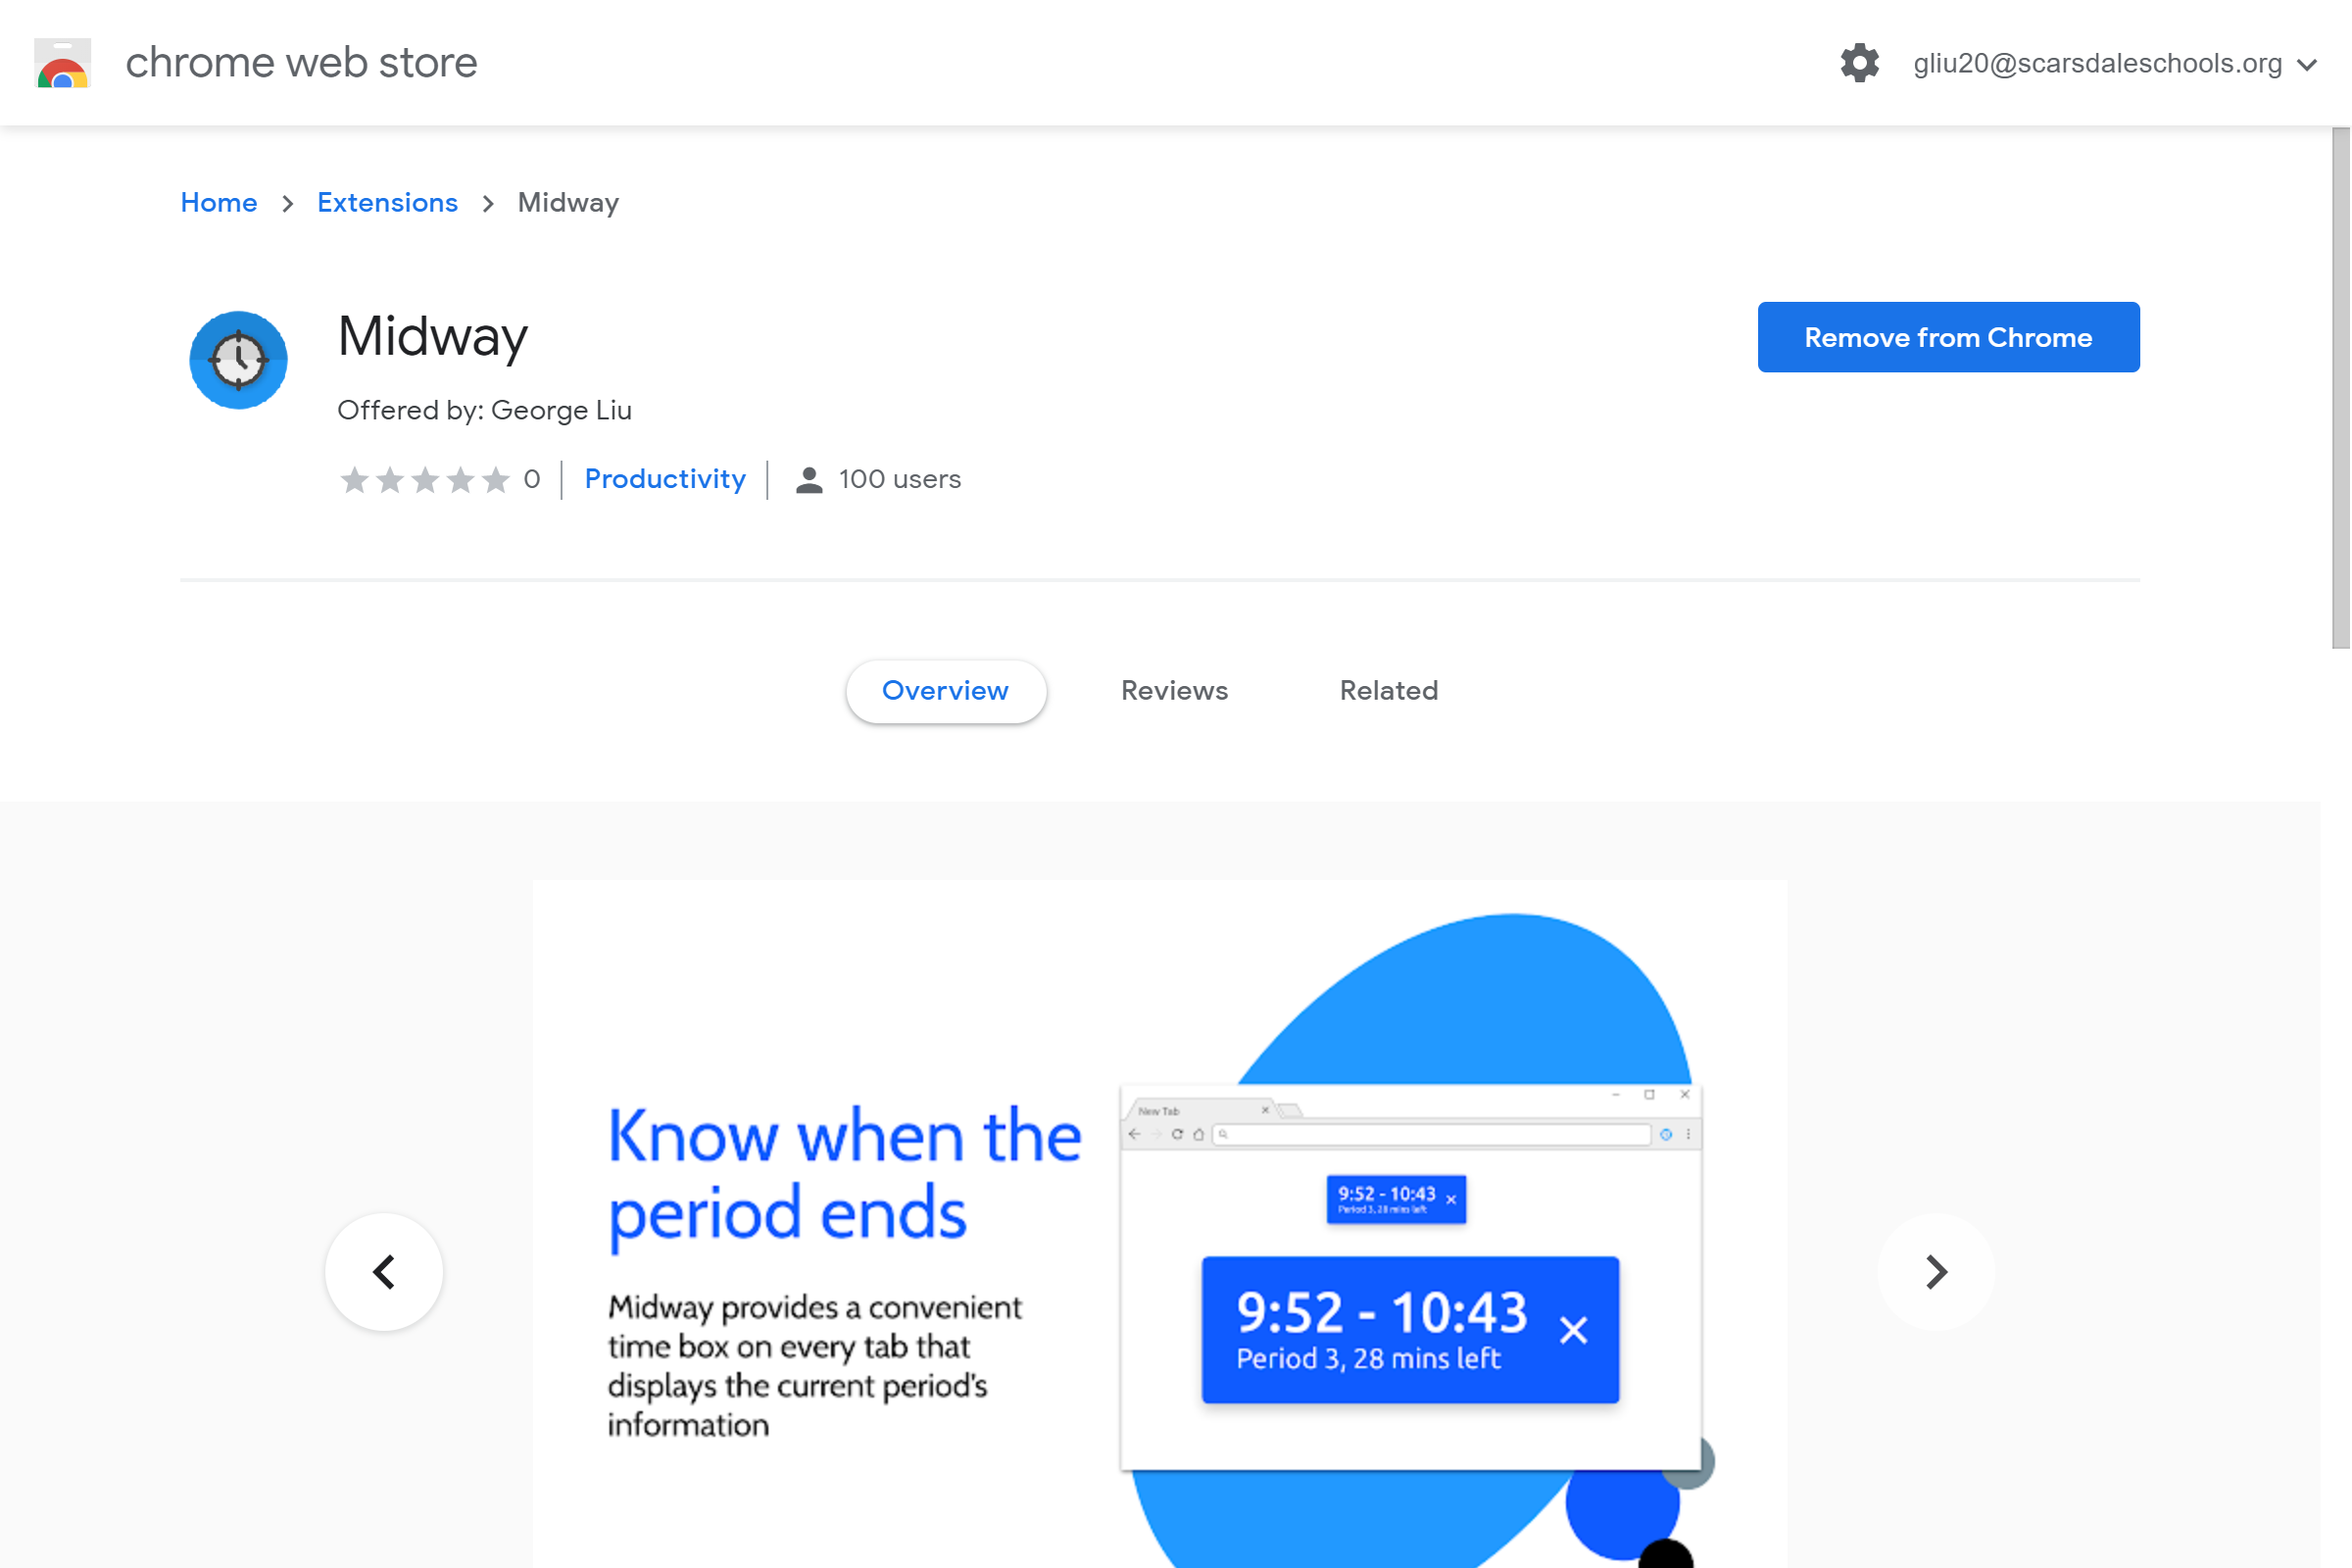 chrome web store
gliu20@scarsdaleschools.org
Home > Extensions > Midway
Midway
Remove from Chrome
Offered by: George Liu
0 | Productivity | 100 users
Overview
Reviews
Related
Know when the
period ends
Midway provides a convenient
time box on every tab that
displays the current period's
information
New Tab
9:52 - 10:43
Period 3, 28 mins left
9:52 - 10:43
Period 3, 28 mins left